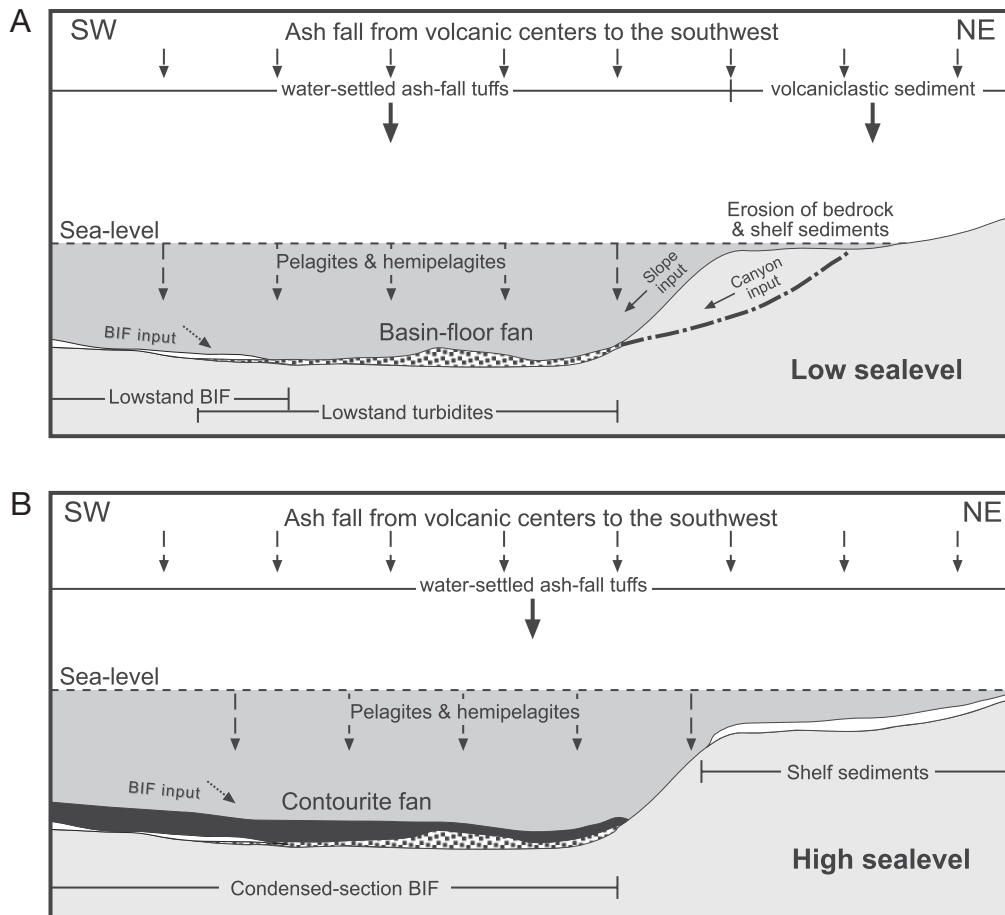 A
SW
Ash fall from volcanic centers to the southwest
NE
water-settled ash-fall tuffs
volcaniclastic sediment
Sea-level
Erosion of bedrock
& shelf sediments
Pelagites & hemipelagites
Slope
input
Canyon
input
BIF input
Basin-floor fan
Low sealevel
Lowstand BIF
Lowstand turbidites
B
SW
Ash fall from volcanic centers to the southwest
NE
water-settled ash-fall tuffs
Sea-level
Pelagites & hemipelagites
Shelf sediments
BIF input
Contourite fan
High sealevel
Condensed-section BIF